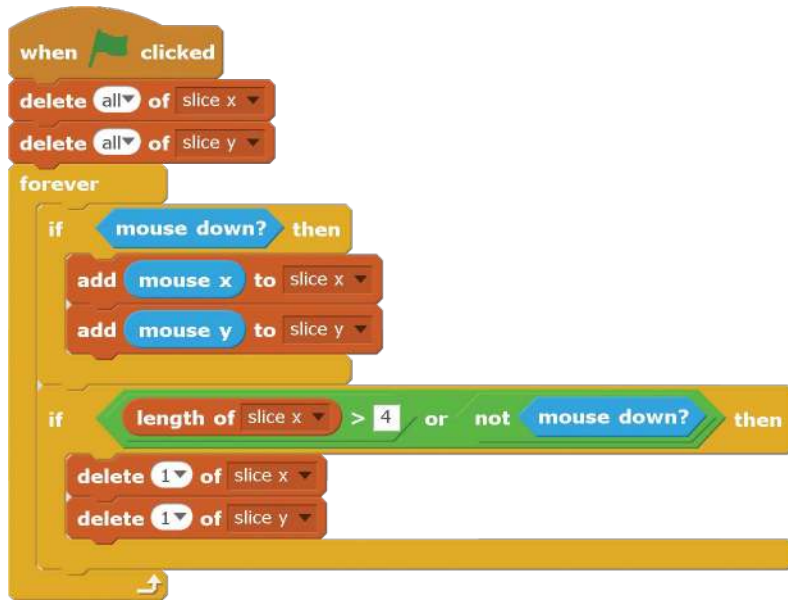 when clicked
delete all of slice x
delete all of slice y
forever
if mouse down? then
add mouse x to slice x
add mouse y to slice y
if length of slice x > 4 or not mouse down? then
delete 1 of slice x
delete 1 of slice y